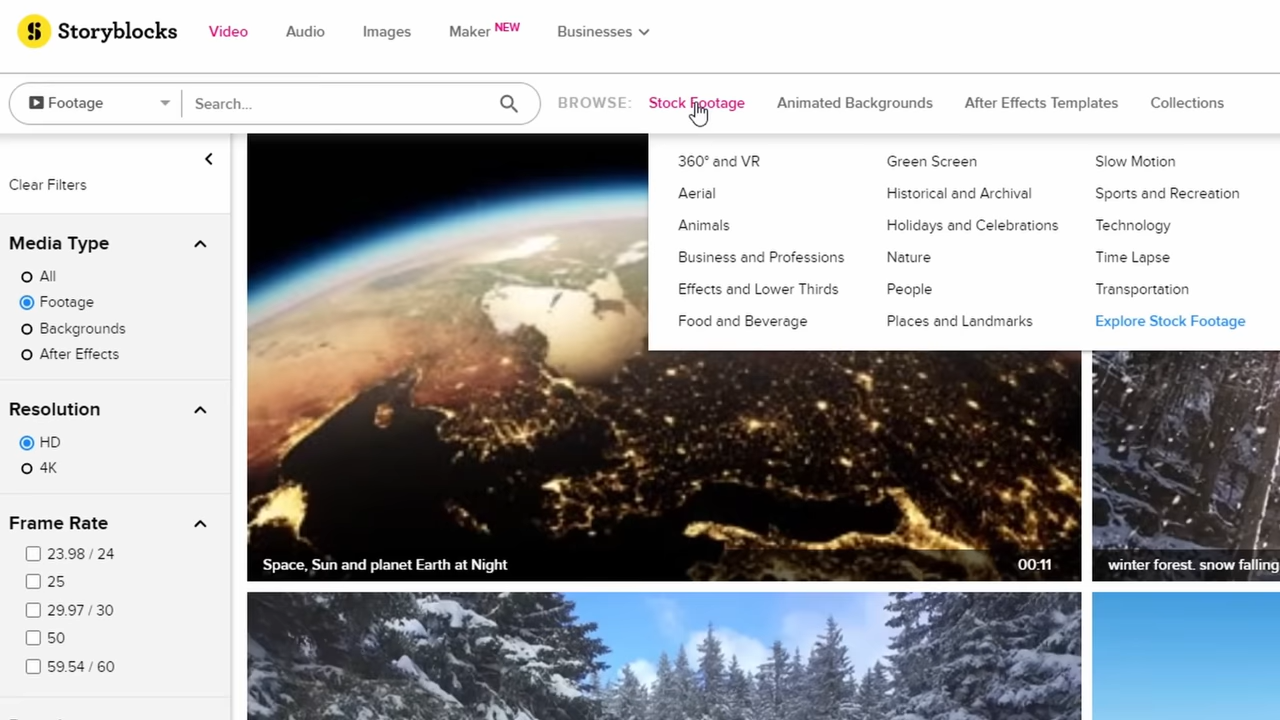 Storyblocks
Video Audio Images Maker NEW Businesses
Footage Search... BROWSE: Stock Footage Animated Backgrounds After Effects Templates Collections
Clear Filters
Media Type
All
Footage
Backgrounds
After Effects
Resolution
HD
4K
Frame Rate
23.98 / 24
25
29.97 / 30
50
59.54 / 60
360° and VR
Aerial
Animals
Business and Professions
Effects and Lower Thirds
Food and Beverage
Green Screen
Historical and Archival
Holidays and Celebrations
Nature
People
Places and Landmarks
Slow Motion
Sports and Recreation
Technology
Time Lapse
Transportation
Explore Stock Footage
Space, Sun and planet Earth at Night 00:11
winter forest. snow falling